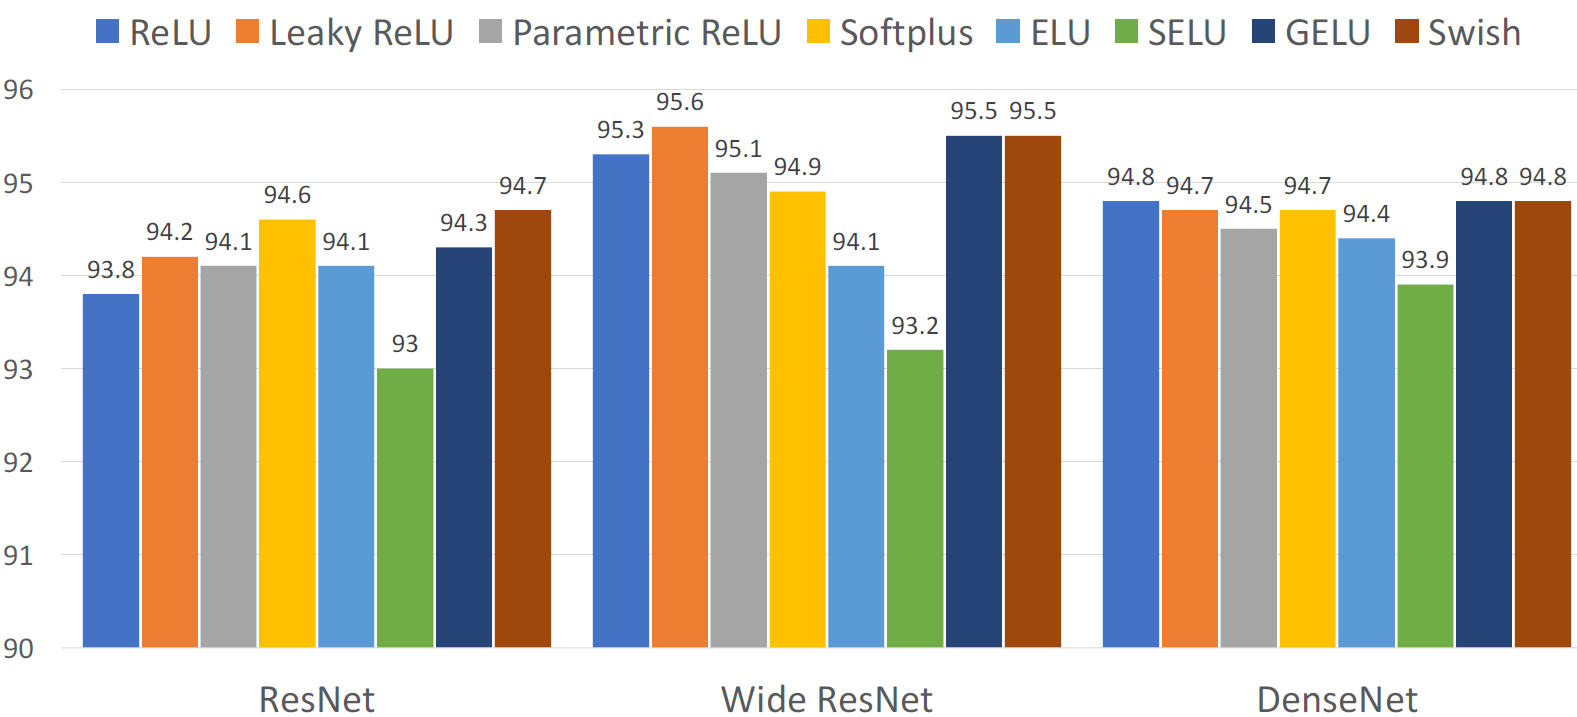 ReLU Leaky ReLU Parametric ReLU Softplus ELU SELU GELU Swish
96
95
94
93
92
91
90
93.8 94.2 94.1 94.6 94.1 93 94.3 94.7
95.3 95.6 95.1 94.9 94.1 93.2 95.5 95.5
94.8 94.7 94.5 94.7 94.4 93.9 94.8 94.8
ResNet Wide ResNet DenseNet